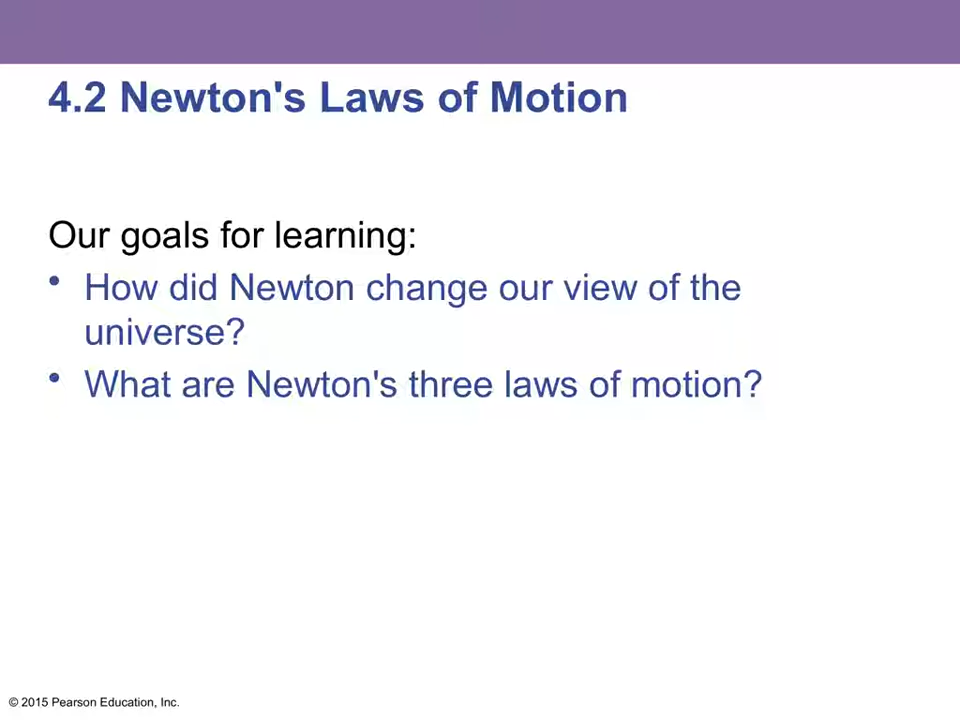 4.2 Newton's Laws of Motion
Our goals for learning:
• How did Newton change our view of the
universe?
• What are Newton's three laws of motion?
© 2015 Pearson Education, Inc.